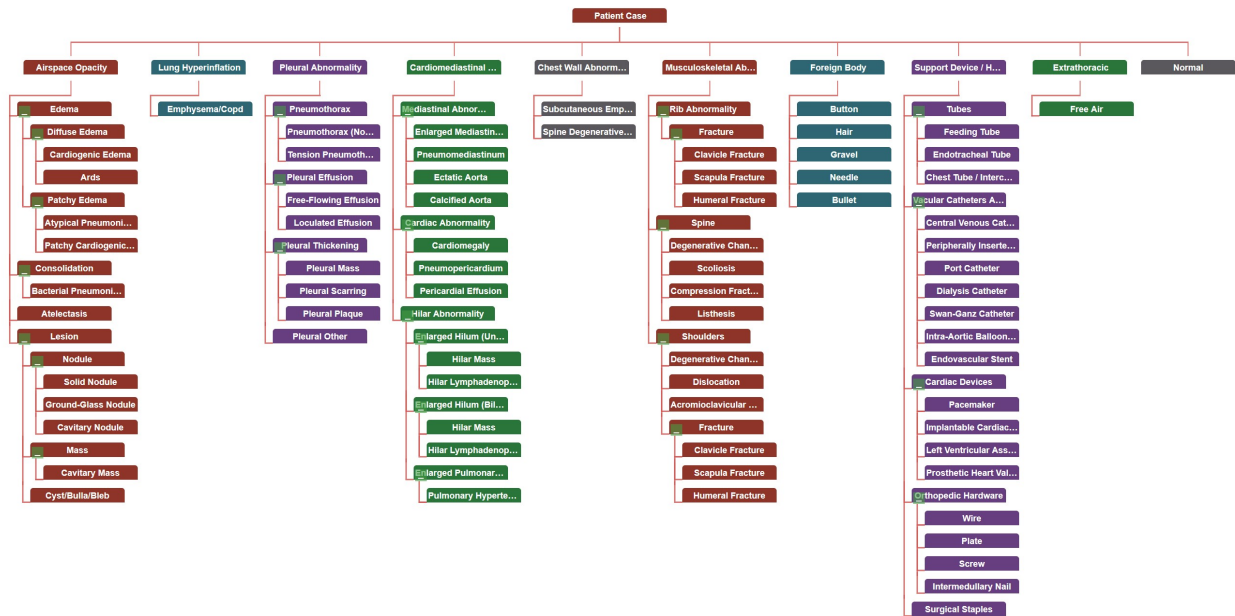 Patient Case
Airspace Opacity
Lung Hyperinflation
Pleural Abnormality
Cardiomediastinal ...
Chest Wall Abnorm...
Musculoskeletal Ab...
Foreign Body
Support Device / H...
Extrathoracic
Normal
Edema
Diffuse Edema
Cardiogenic Edema
Ards
Patchy Edema
Atypical Pneumoni...
Patchy Cardiogenic...
Consolidation
Bacterial Pneumoni...
Atelectasis
Lesion
Nodule
Solid Nodule
Ground-Glass Nodule
Cavitary Nodule
Mass
Cavitary Mass
Cyst/Bulla/Bleb
Emphysema/Copd
Pneumothorax
Pneumothorax (No...
Tension Pneumoth...
Pleural Effusion
Free-Flowing Effusion
Loculated Effusion
Pleural Thickening
Pleural Mass
Pleural Scarring
Pleural Plaque
Pleural Other
Mediastinal Abnor...
Enlarged Mediastin...
Pneumomediastinum
Ectatic Aorta
Calcified Aorta
Cardiac Abnormality
Cardiomegaly
Pneumopericardium
Pericardial Effusion
Hilar Abnormality
Enlarged Hilum (Un...
Hilar Mass
Hilar Lymphadenop...
Enlarged Hilum (Bil...
Hilar Mass
Hilar Lymphadenop...
Enlarged Pulmonar...
Pulmonary Hyperte...
Subcutaneous Emp...
Spine Degenerative...
Rib Abnormality
Fracture
Clavicle Fracture
Scapula Fracture
Humeral Fracture
Spine
Degenerative Chan...
Scoliosis
Compression Fract...
Listhesis
Shoulders
Degenerative Chan...
Dislocation
Acromioclavicular ...
Fracture
Clavicle Fracture
Scapula Fracture
Humeral Fracture
Button
Hair
Gravel
Needle
Bullet
Tubes
Feeding Tube
Endotracheal Tube
Chest Tube / Interc...
Vacular Catheters A...
Central Venous Cat...
Peripherally Inserte...
Port Catheter
Dialysis Catheter
Swan-Ganz Catheter
Intra-Aortic Balloon...
Endovascular Stent
Cardiac Devices
Pacemaker
Implantable Cardiac...
Left Ventricular Ass...
Prosthetic Heart Val...
Orthopedic Hardware
Wire
Plate
Screw
Intermedullary Nail
Surgical Staples
Free Air